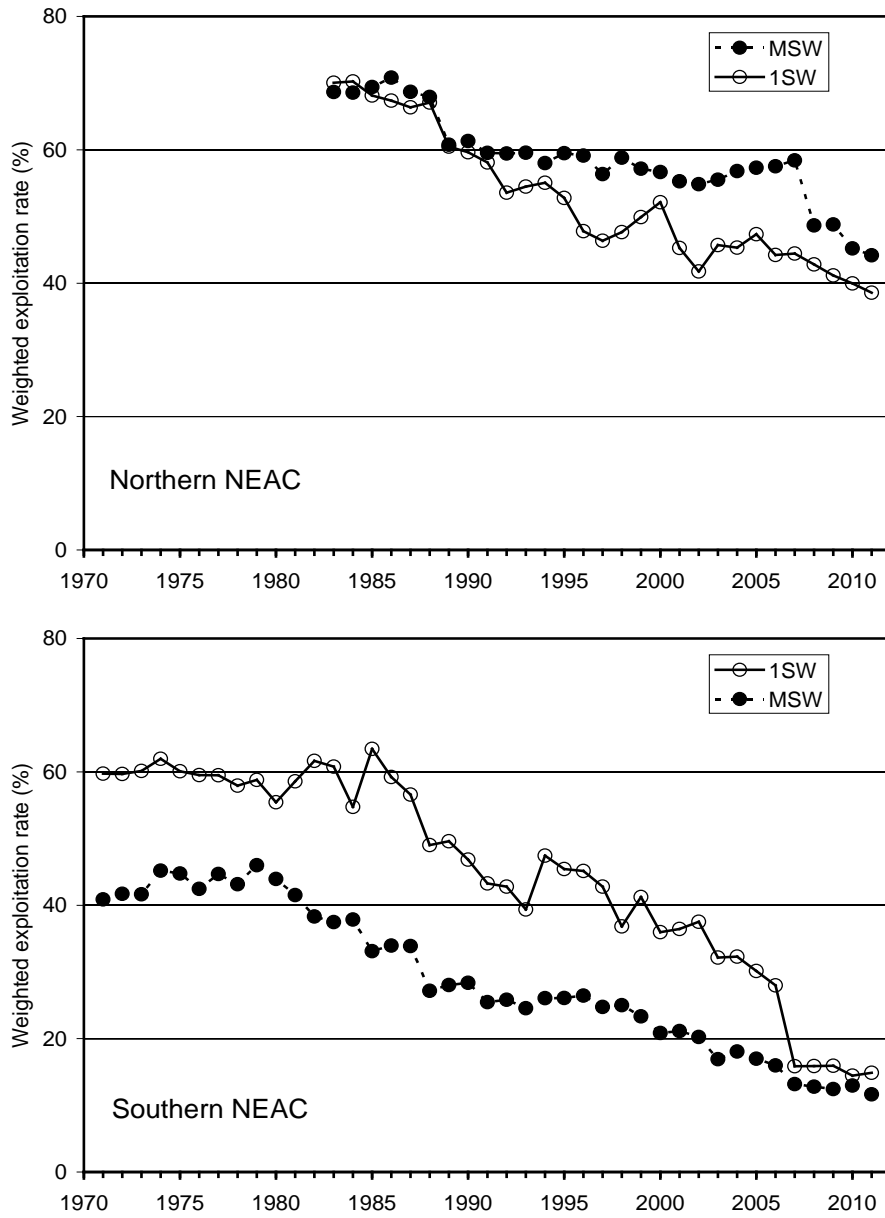 80
MSW
1SW
60
Weighted exploitation rate (%)
40
20
Northern NEAC
0
1970 1975 1980 1985 1990 1995 2000 2005 2010
80
1SW
MSW
60
Weighted exploitation rate (%)
40
20
Southern NEAC
0
1970 1975 1980 1985 1990 1995 2000 2005 2010